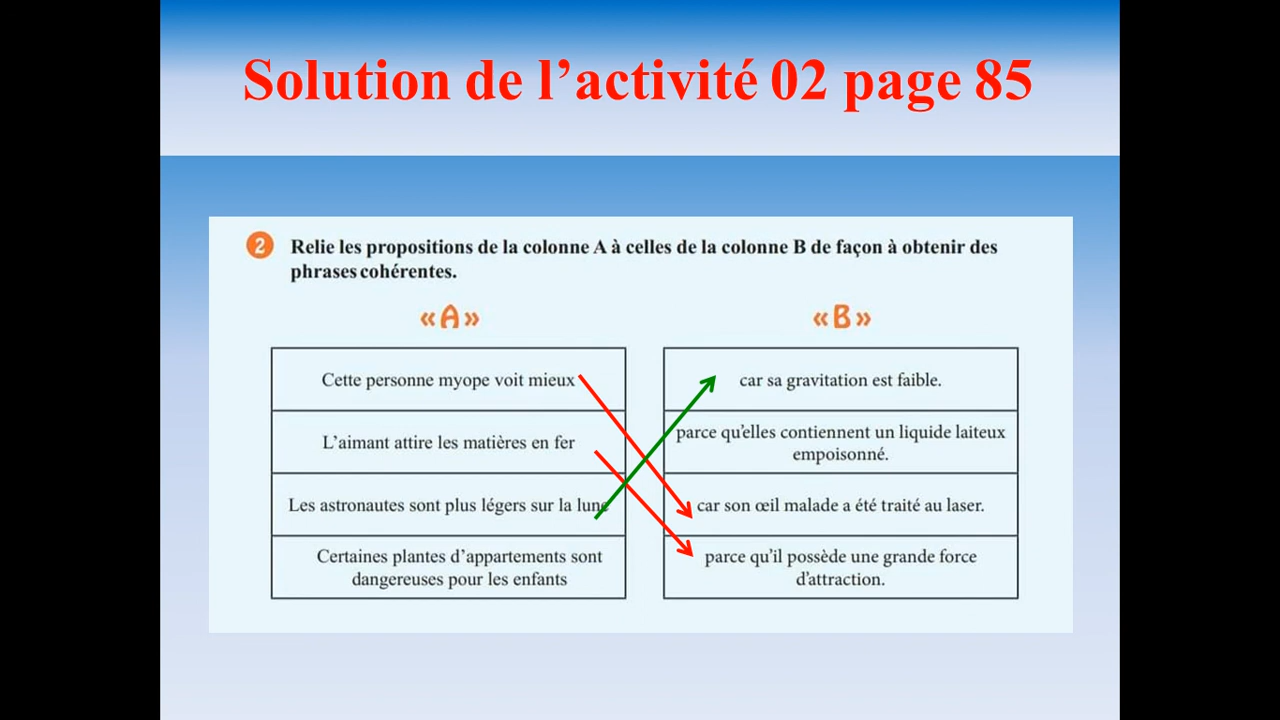 Solution de l’activité 02 page 85
2 Relie les propositions de la colonne A à celles de la colonne B de façon à obtenir des
phrases cohérentes.
« A »
« B »
Cette personne myope voit mieux
car sa gravitation est faible.
L’aimant attire les matières en fer
parce qu’elles contiennent un liquide laiteux
empoisonné.
Les astronautes sont plus légers sur la lune
car son œil malade a été traité au laser.
Certaines plantes d’appartements sont
dangereuses pour les enfants
parce qu’il possède une grande force
d’attraction.